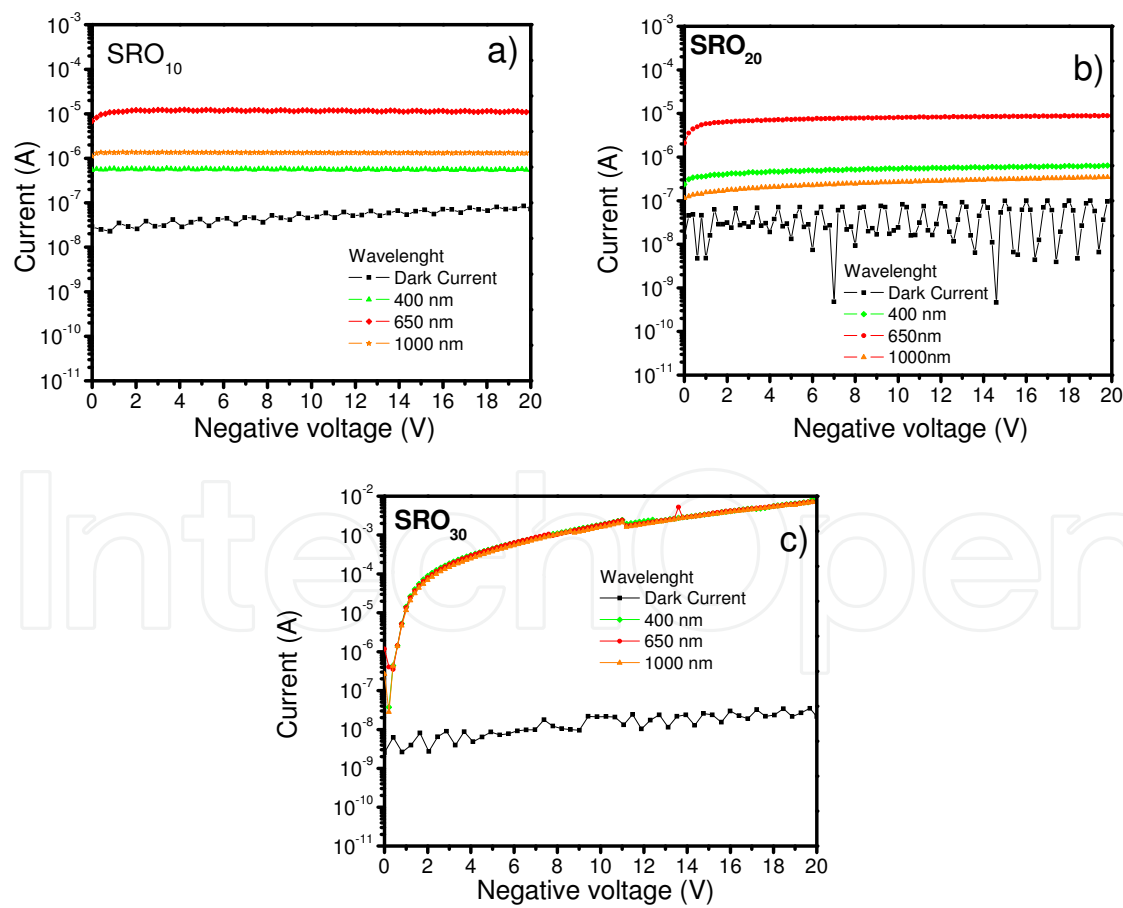 a)
SRO₁₀
10⁻³
10⁻⁴
10⁻⁵
10⁻⁶
10⁻⁷
10⁻⁸
10⁻⁹
10⁻¹⁰
10⁻¹¹
Current (A)
Wavelenght
Dark Current
400 nm
650 nm
1000 nm
0 2 4 6 8 10 12 14 16 18 20
Negative voltage (V)
b)
SRO₂₀
10⁻³
10⁻⁴
10⁻⁵
10⁻⁶
10⁻⁷
10⁻⁸
10⁻⁹
10⁻¹⁰
10⁻¹¹
Current (A)
Wavelenght
Dark Current
400 nm
650nm
1000nm
0 2 4 6 8 10 12 14 16 18 20
Negative voltage (V)
c)
SRO₃₀
10⁻²
10⁻³
10⁻⁴
10⁻⁵
10⁻⁶
10⁻⁷
10⁻⁸
10⁻⁹
10⁻¹⁰
10⁻¹¹
Current (A)
Wavelenght
Dark Current
400 nm
650 nm
1000 nm
0 2 4 6 8 10 12 14 16 18 20
Negative voltage (V)
IntechOper